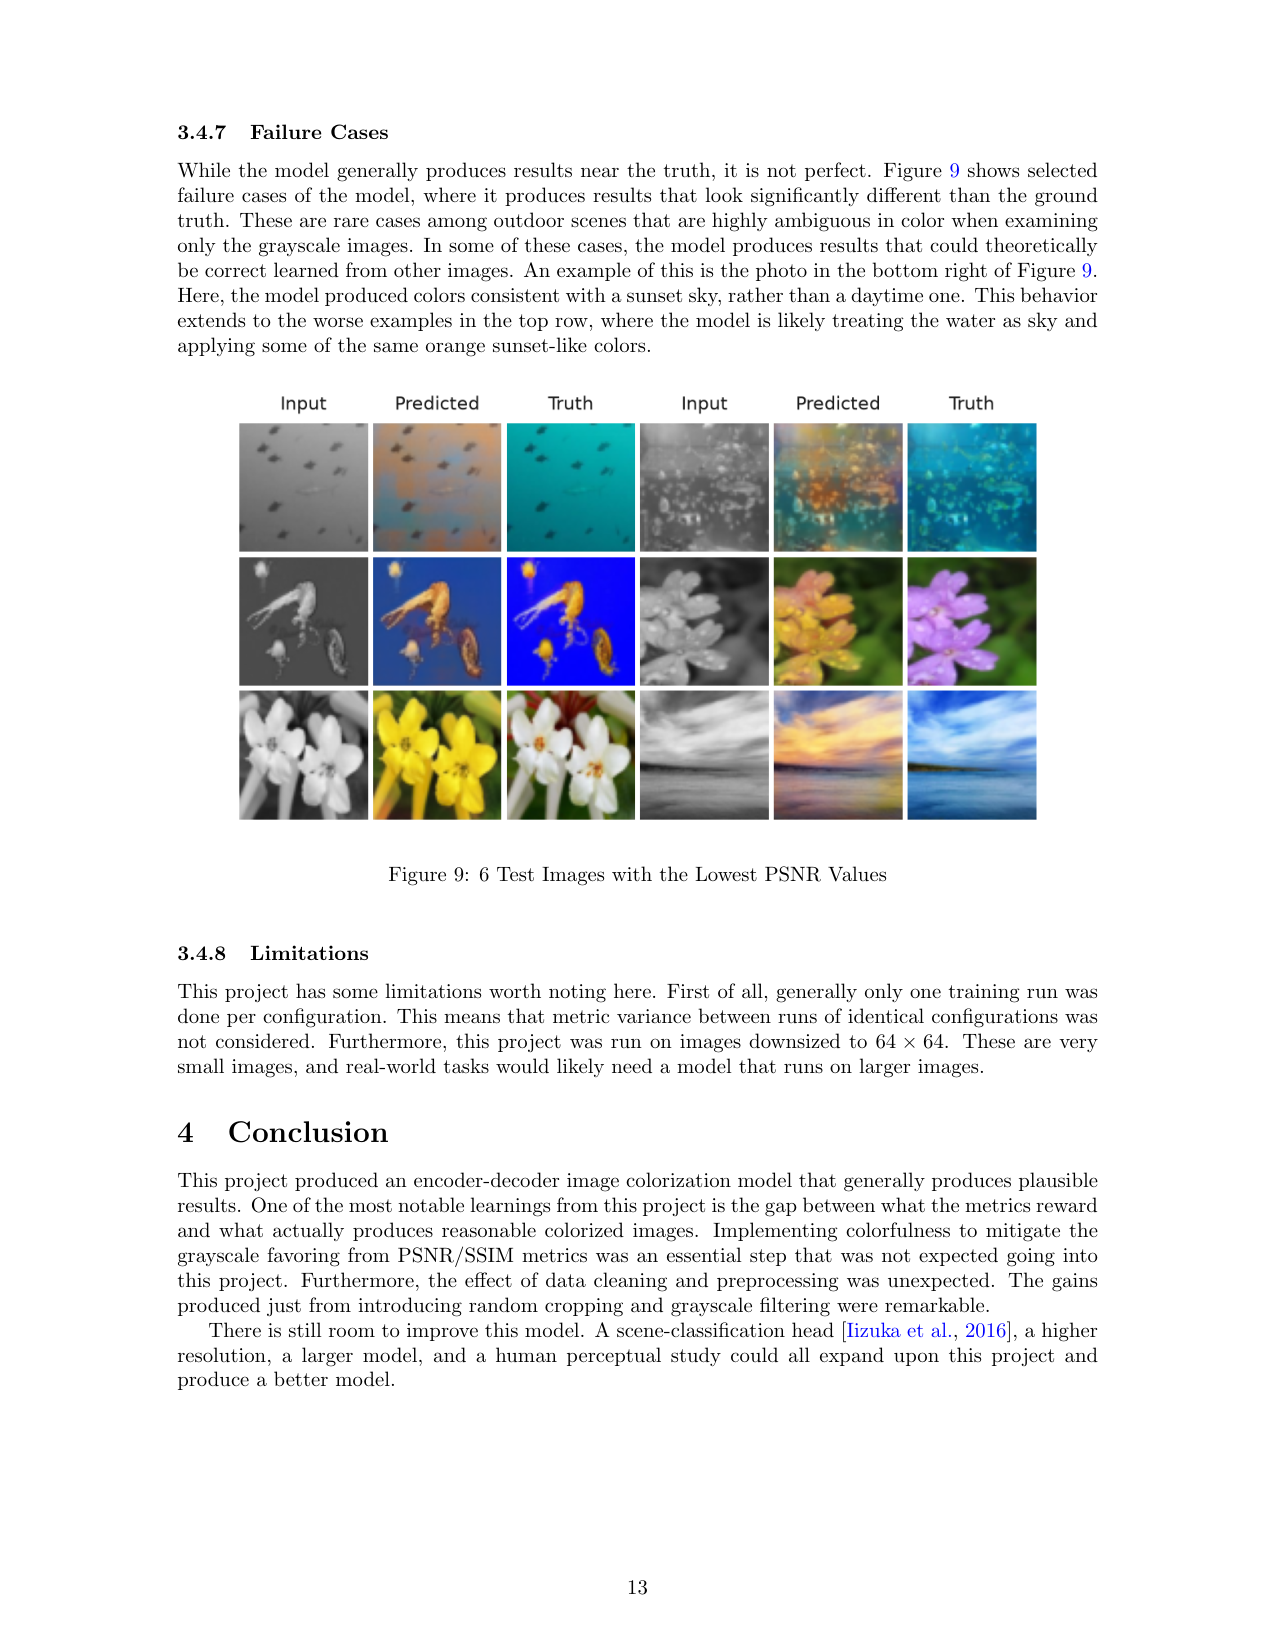 3.4.7 Failure Cases
While the model generally produces results near the truth, it is not perfect. Figure 9 shows selected
failure cases of the model, where it produces results that look significantly different than the ground
truth. These are rare cases among outdoor scenes that are highly ambiguous in color when examining
only the grayscale images. In some of these cases, the model produces results that could theoretically
be correct learned from other images. An example of this is the photo in the bottom right of Figure 9.
Here, the model produced colors consistent with a sunset sky, rather than a daytime one. This behavior
extends to the worse examples in the top row, where the model is likely treating the water as sky and
applying some of the same orange sunset-like colors.
Input Predicted Truth Input Predicted Truth
Figure 9: 6 Test Images with the Lowest PSNR Values
3.4.8 Limitations
This project has some limitations worth noting here. First of all, generally only one training run was
done per configuration. This means that metric variance between runs of identical configurations was
not considered. Furthermore, this project was run on images downsized to 64 × 64. These are very
small images, and real-world tasks would likely need a model that runs on larger images.
4 Conclusion
This project produced an encoder-decoder image colorization model that generally produces plausible
results. One of the most notable learnings from this project is the gap between what the metrics reward
and what actually produces reasonable colorized images. Implementing colorfulness to mitigate the
grayscale favoring from PSNR/SSIM metrics was an essential step that was not expected going into
this project. Furthermore, the effect of data cleaning and preprocessing was unexpected. The gains
produced just from introducing random cropping and grayscale filtering were remarkable.
There is still room to improve this model. A scene-classification head [Iizuka et al., 2016], a higher
resolution, a larger model, and a human perceptual study could all expand upon this project and
produce a better model.
13